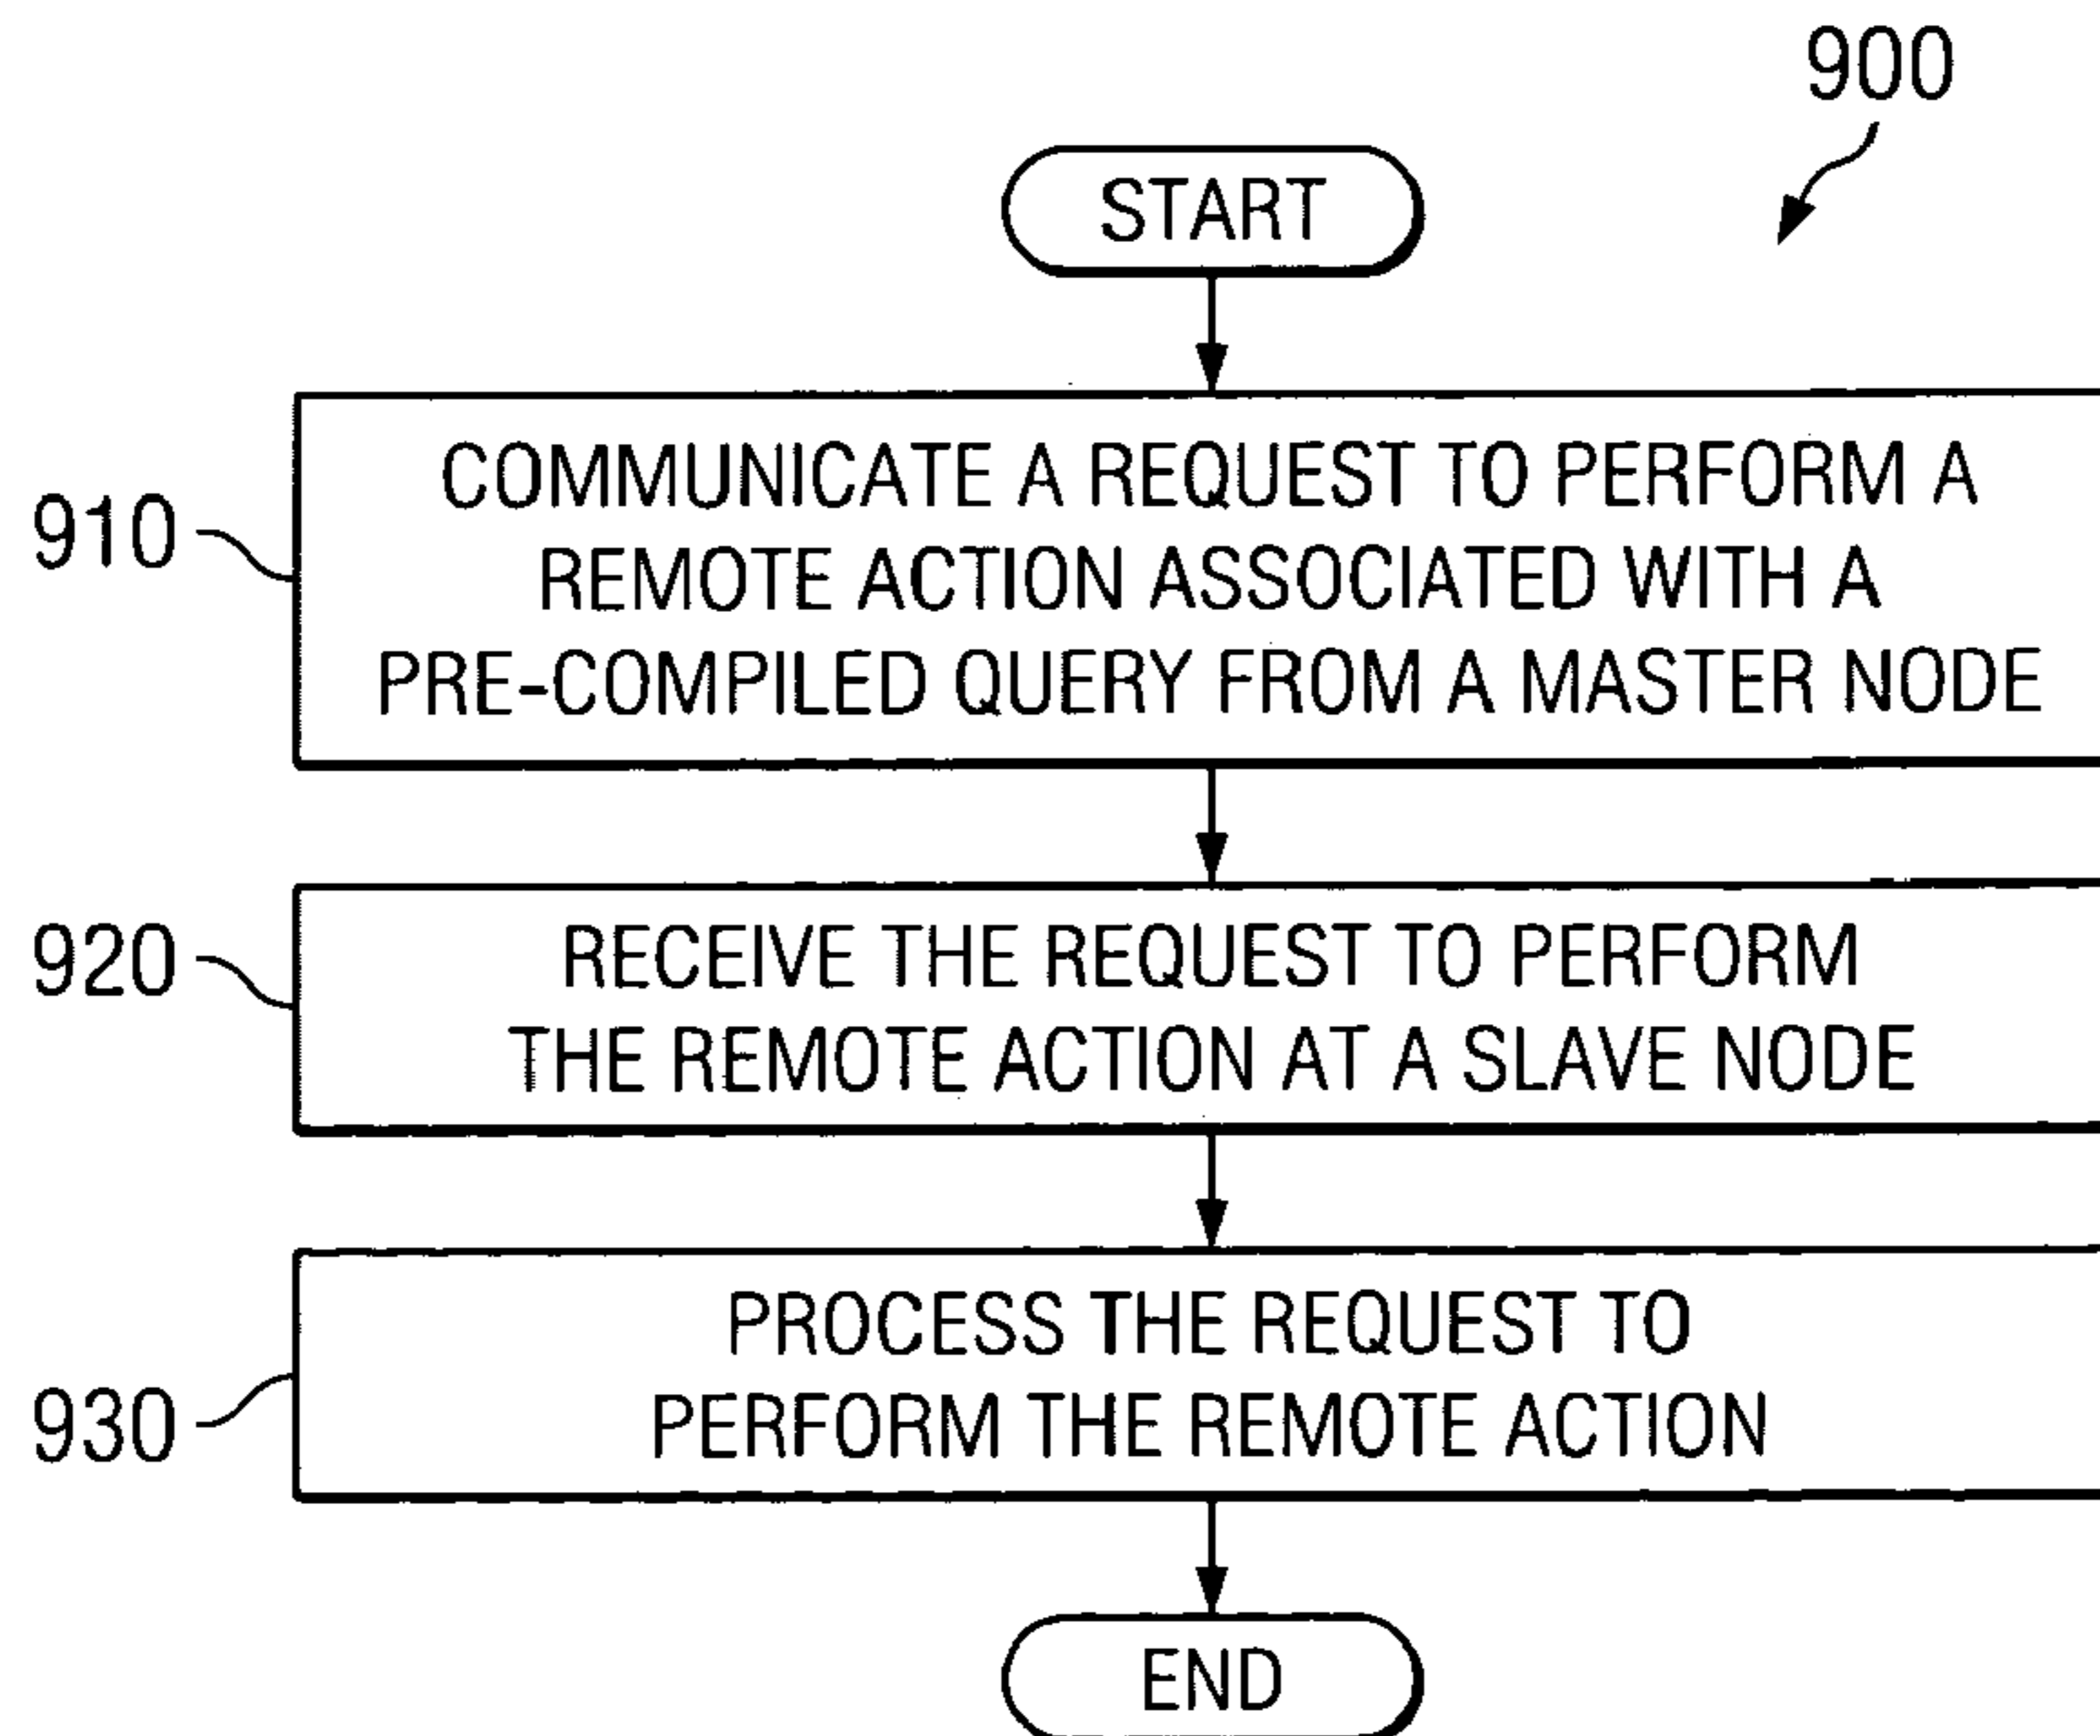 900
START
910
COMMUNICATE A REQUEST TO PERFORM A
REMOTE ACTION ASSOCIATED WITH A
PRE-COMPILED QUERY FROM A MASTER NODE
920
RECEIVE THE REQUEST TO PERFORM
THE REMOTE ACTION AT A SLAVE NODE
930
PROCESS THE REQUEST TO
PERFORM THE REMOTE ACTION
END